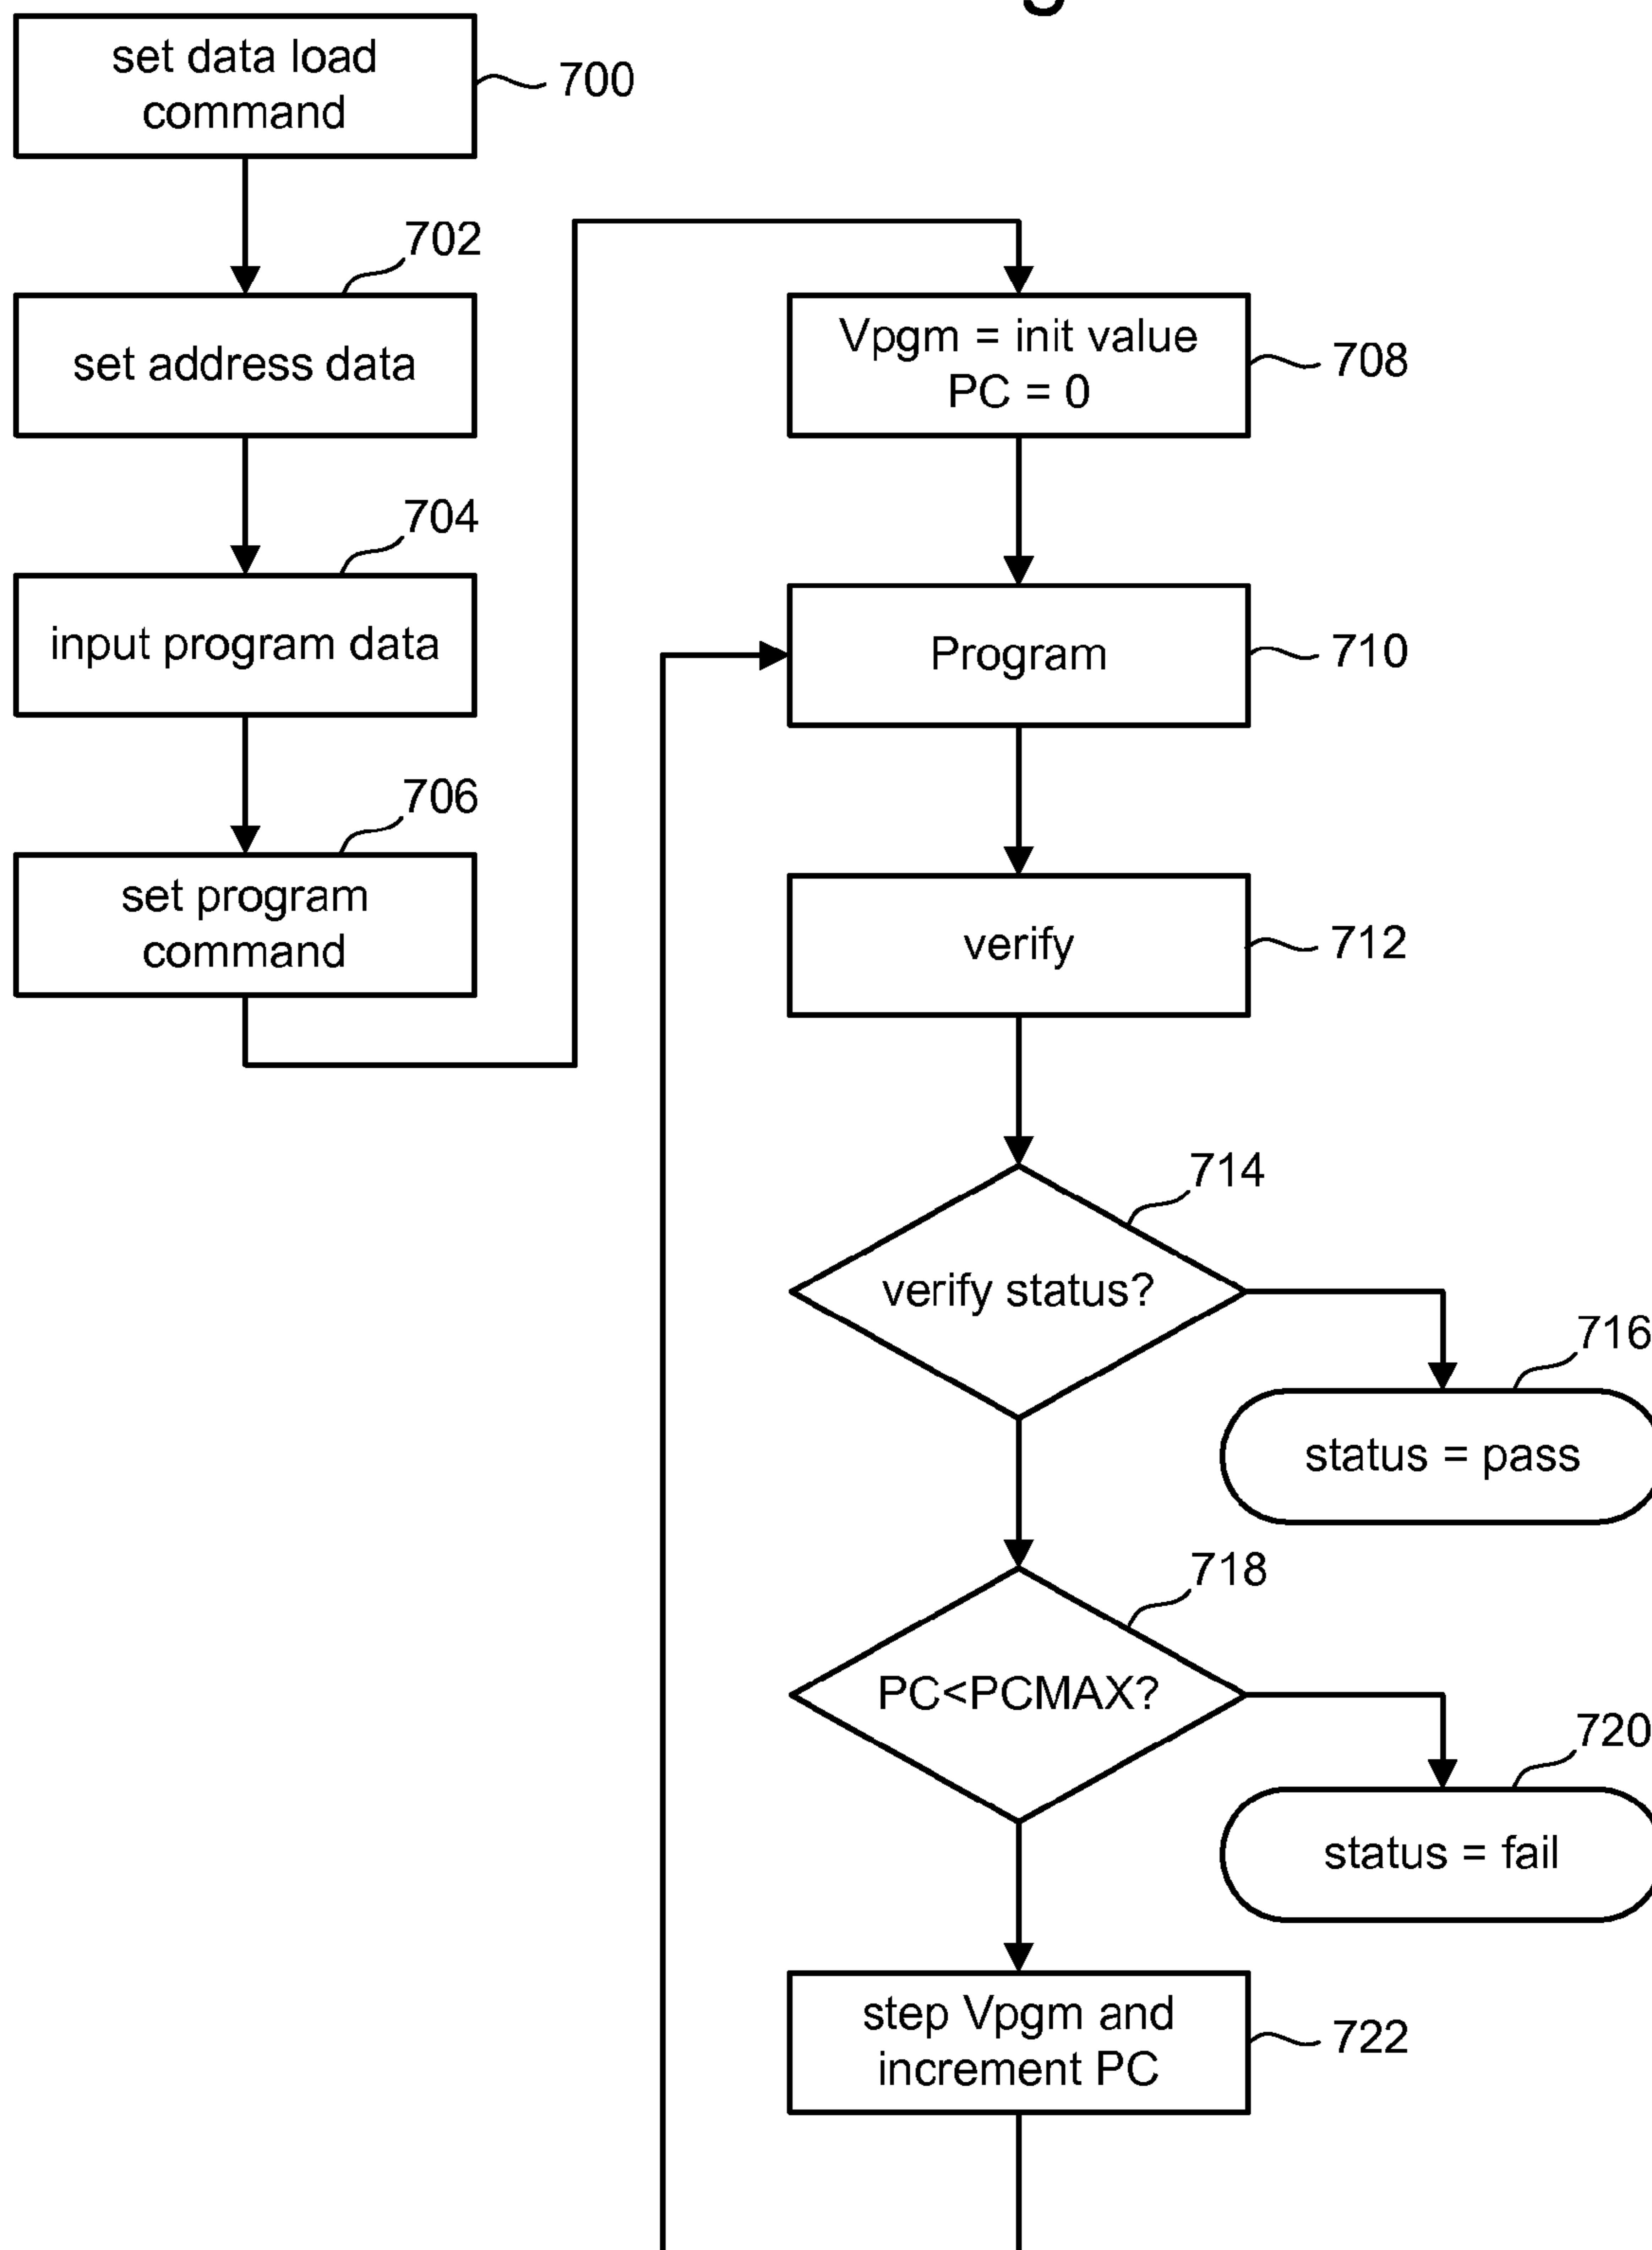 set data load
command
700
702
set address data
704
input program data
706
set program
command
Vpgm = init value
PC = 0
708
Program
710
verify
712
714
verify status?
716
status = pass
718
PC<PCMAX?
720
status = fail
step Vpgm and
increment PC
722